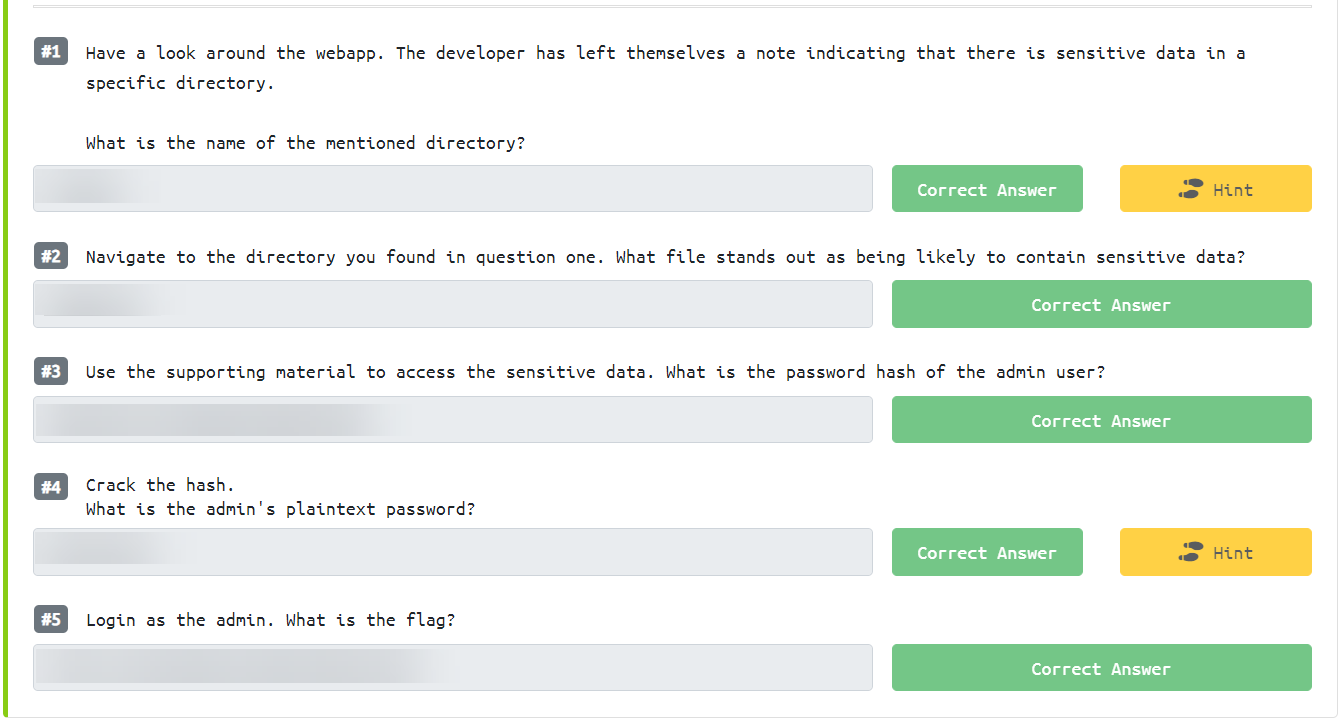 #1 Have a look around the webapp. The developer has left themselves a note indicating that there is sensitive data in a
specific directory.
What is the name of the mentioned directory?
Correct Answer Hint
#2 Navigate to the directory you found in question one. What file stands out as being likely to contain sensitive data?
Correct Answer
#3 Use the supporting material to access the sensitive data. What is the password hash of the admin user?
Correct Answer
#4 Crack the hash.
What is the admin's plaintext password?
Correct Answer Hint
#5 Login as the admin. What is the flag?
Correct Answer